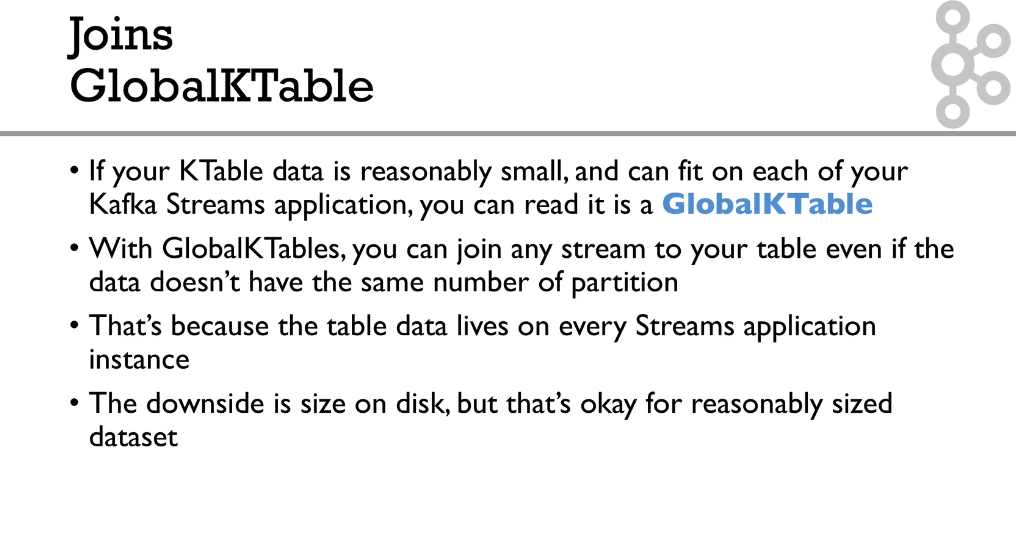 Joins
GlobalKTable
• If your KTable data is reasonably small, and can fit on each of your
Kafka Streams application, you can read it is a GlobalKTable
• With GlobalKTables, you can join any stream to your table even if the
data doesn’t have the same number of partition
• That’s because the table data lives on every Streams application
instance
• The downside is size on disk, but that’s okay for reasonably sized
dataset